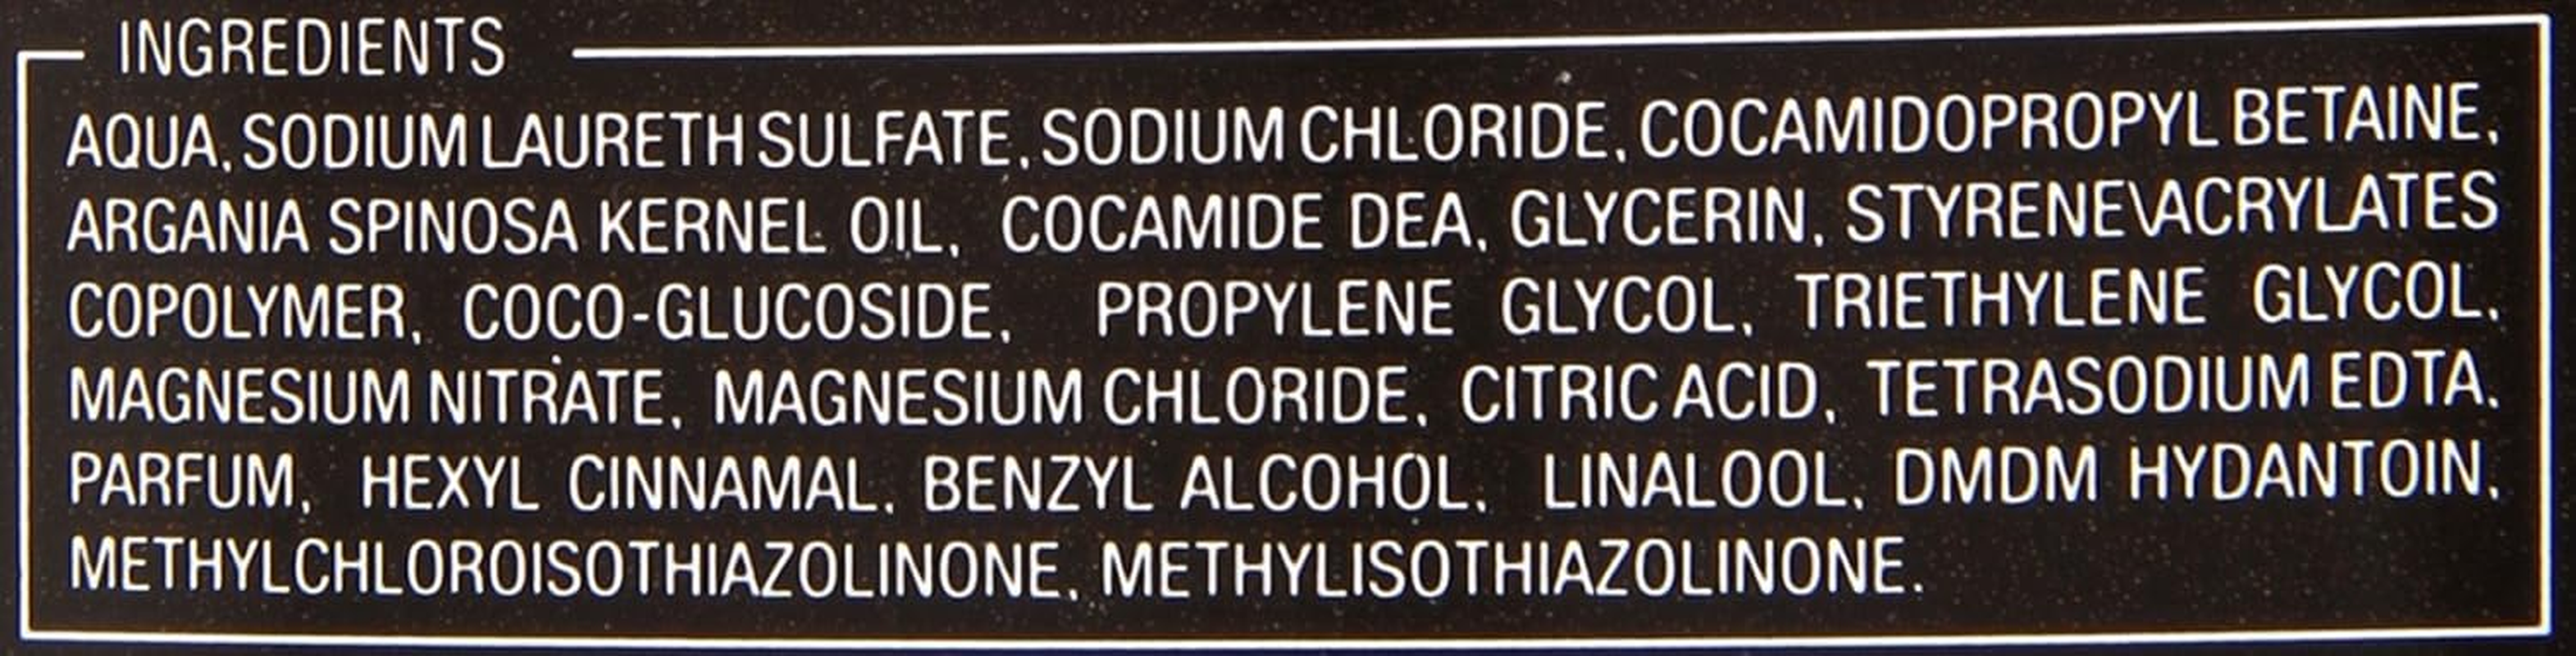 INGREDIENTS
AQUA, SODIUM LAURETH SULFATE, SODIUM CHLORIDE, COCAMIDOPROPYL BETAINE,
ARGANIA SPINOSA KERNEL OIL, COCAMIDE DEA, GLYCERIN, STYRENE\ACRYLATES
COPOLYMER, COCO-GLUCOSIDE, PROPYLENE GLYCOL, TRIETHYLENE GLYCOL,
MAGNESIUM NITRATE, MAGNESIUM CHLORIDE, CITRIC ACID, TETRASODIUM EDTA,
PARFUM, HEXYL CINNAMAL, BENZYL ALCOHOL, LINALOOL, DMDM HYDANTOIN,
METHYLCHLOROISOTHIAZOLINONE, METHYLISOTHIAZOLINONE.